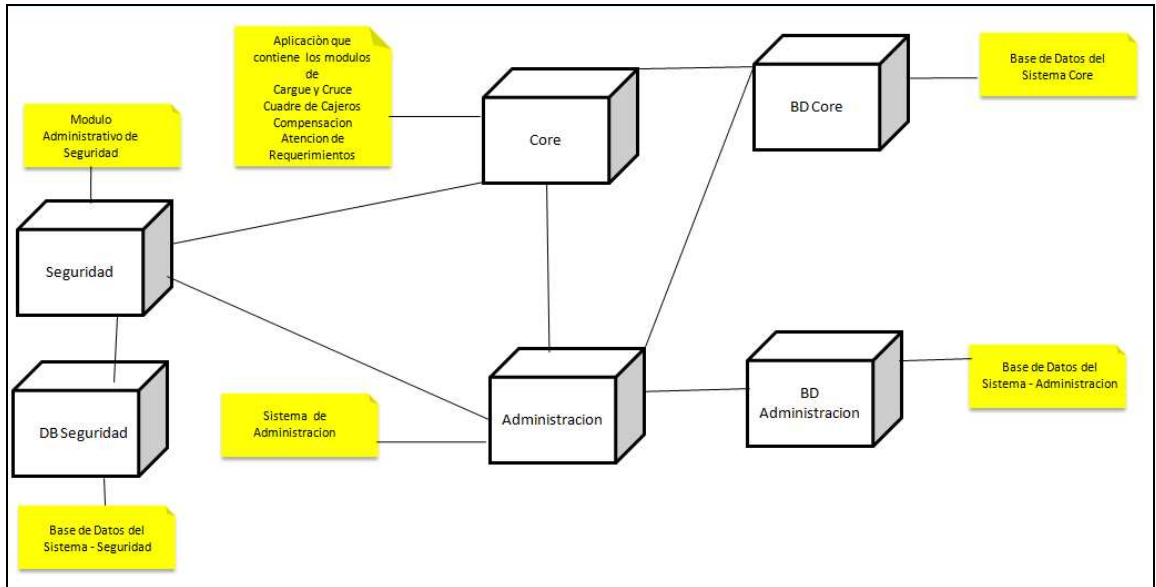 Aplicaciòn que
contiene los modulos
de
Cargue y Cruce
Cuadre de Cajeros
Compensacion
Atencion de
Requerimientos
Core
BD Core
Base de Datos del
Sistema Core
Modulo
Administrativo de
Seguridad
Seguridad
DB Seguridad
Base de Datos del
Sistema - Seguridad
Sistema de
Administracion
Administracion
BD
Administracion
Base de Datos del
Sistema - Administracion